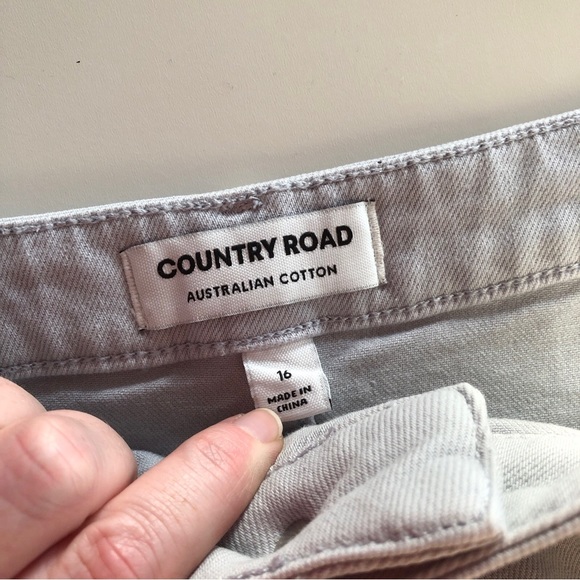 COUNTRY ROAD
AUSTRALIAN COTTON
16
MADE IN
CHINA